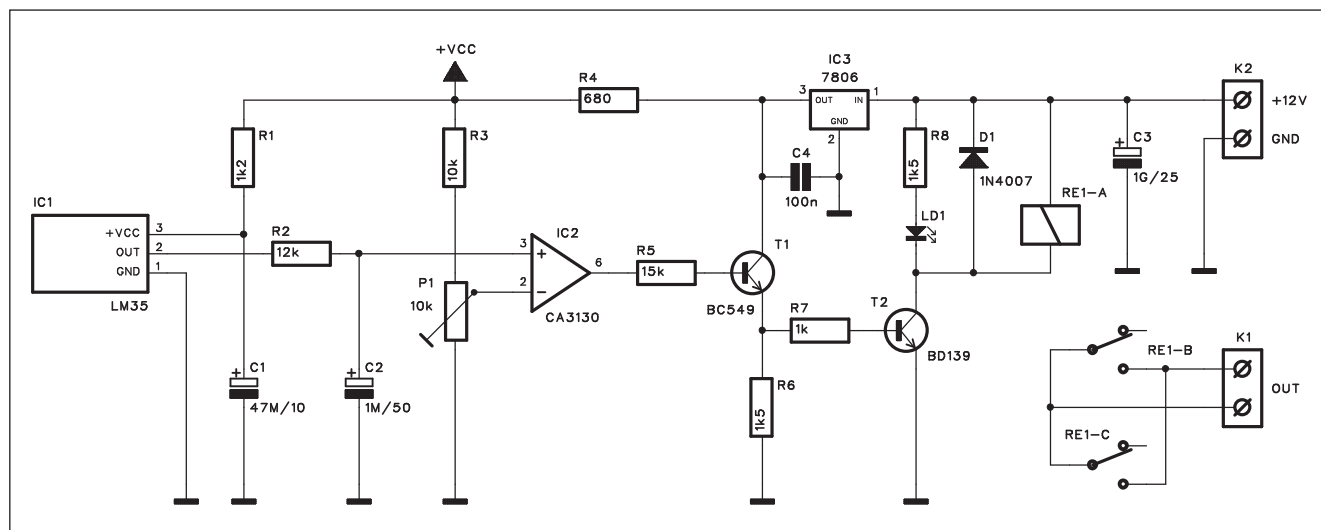 +VCC
R4
680
IC3
7806
3
OUT
IN
1
GND
2
K2
+12V
GND
R1
1k2
R3
10k
C4
100n
R8
1k5
D1
1N4007
C3
+
1G/25
RE1-A
IC1
+VCC
3
OUT
2
GND
1
LM35
R2
12k
P1
10k
IC2
3
+
2
–
6
CA3130
R5
15k
T1
BC549
LD1
R7
1k
T2
BD139
R6
1k5
C1
+
47M/10
C2
+
1M/50
RE1-B
RE1-C
K1
OUT